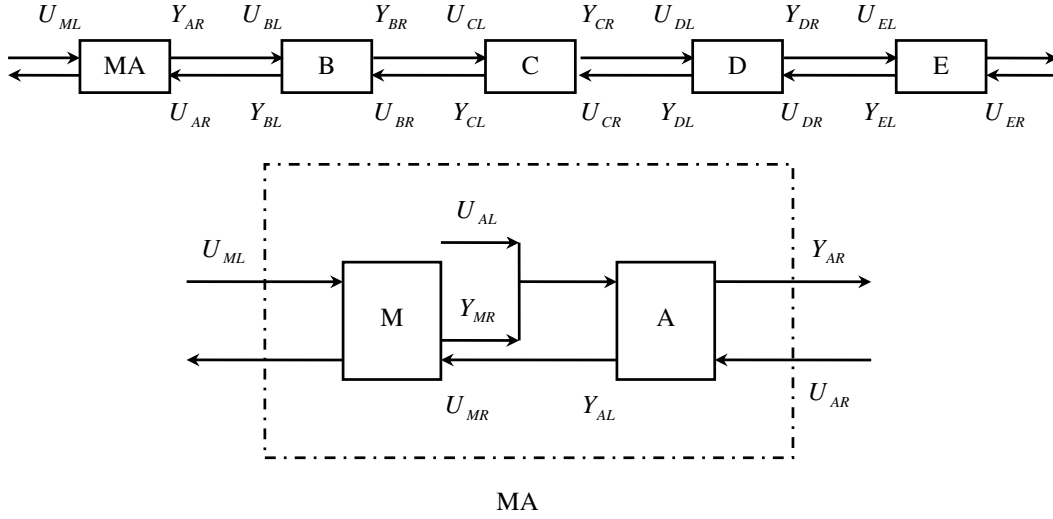 U_ML Y_AR U_BL Y_BR U_CL Y_CR U_DL Y_DR U_EL
MA B C D E
U_AR Y_BL U_BR Y_CL U_CR Y_DL U_DR Y_EL U_ER
U_AL
U_ML Y_AR
Y_MR
M A
U_MR Y_AL U_AR
MA